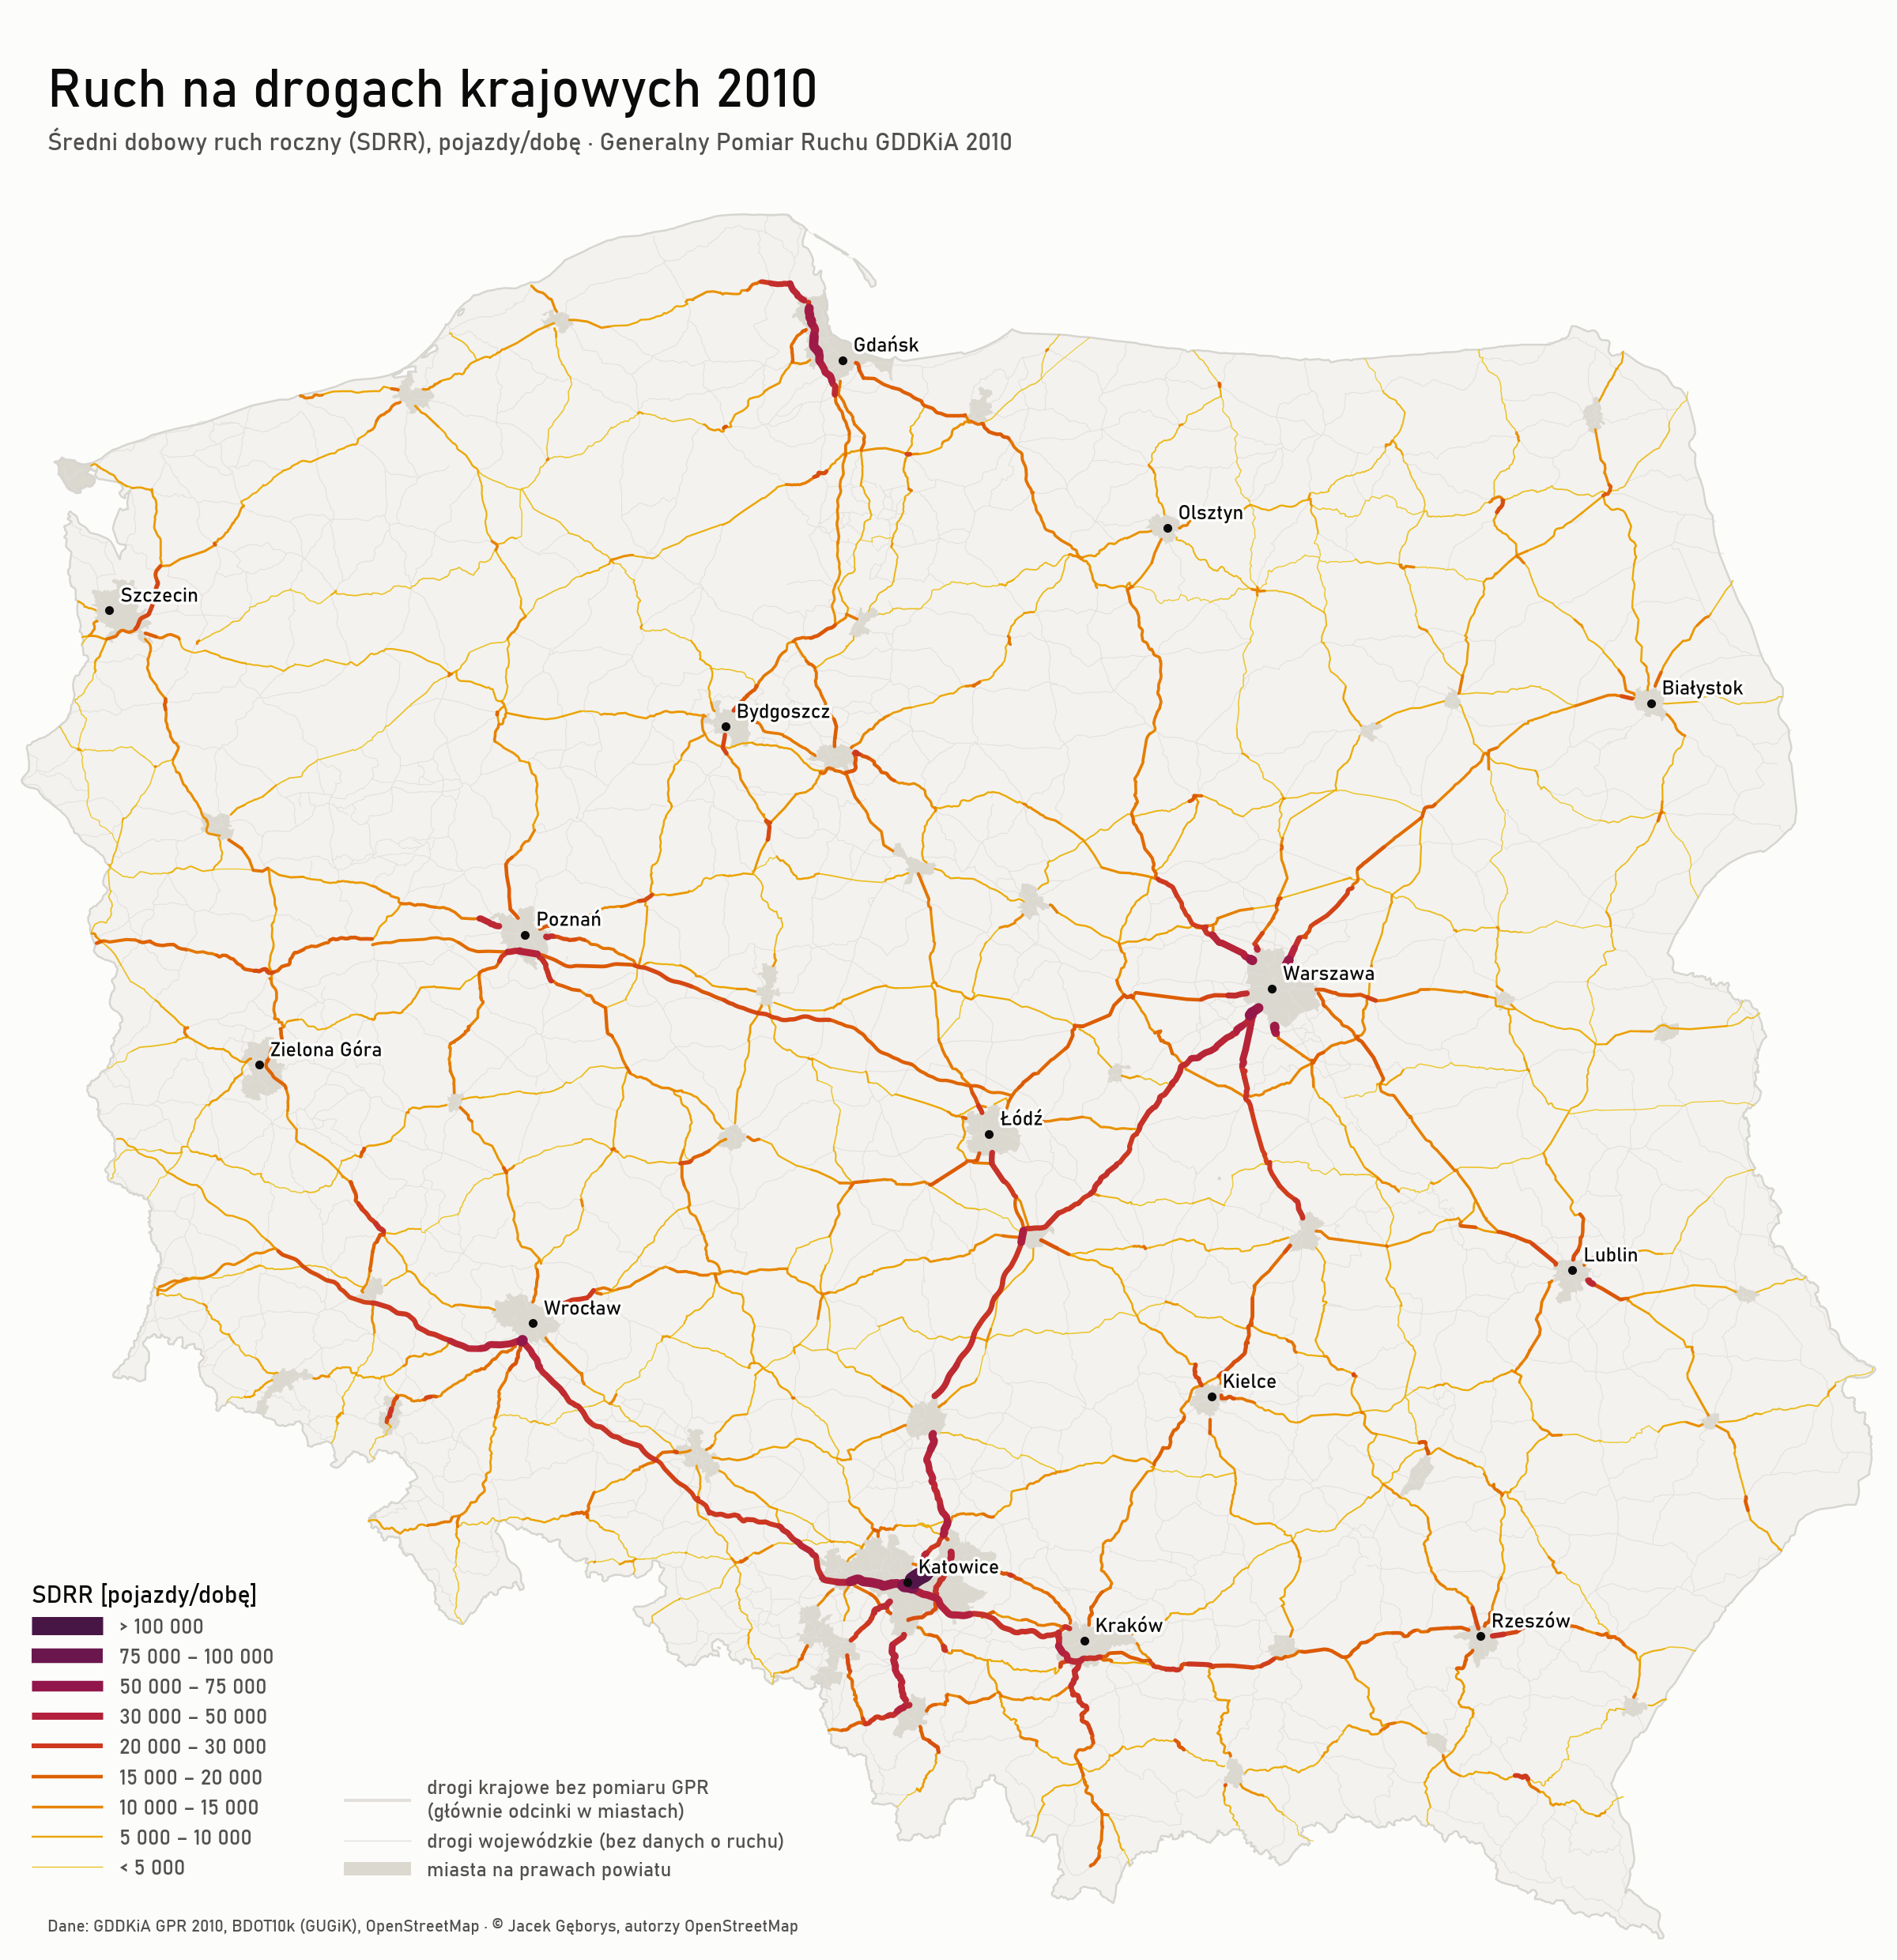 Ruch na drogach krajowych 2010
Średni dobowy ruch roczny (SDRR), pojazdy/dobę · Generalny Pomiar Ruchu GDDKiA 2010
Gdańsk
Olsztyn
Szczecin
Białystok
Bydgoszcz
Poznań
Warszawa
Zielona Góra
Łódź
Lublin
Wrocław
Kielce
Katowice
Kraków
Rzeszów
SDRR [pojazdy/dobę]
> 100 000
75 000 – 100 000
50 000 – 75 000
30 000 – 50 000
20 000 – 30 000
15 000 – 20 000
10 000 – 15 000
5 000 – 10 000
< 5 000
drogi krajowe bez pomiaru GPR
(głównie odcinki w miastach)
drogi wojewódzkie (bez danych o ruchu)
miasta na prawach powiatu
Dane: GDDKiA GPR 2010, BDOT10k (GUGiK), OpenStreetMap · © Jacek Gęborys, autorzy OpenStreetMap